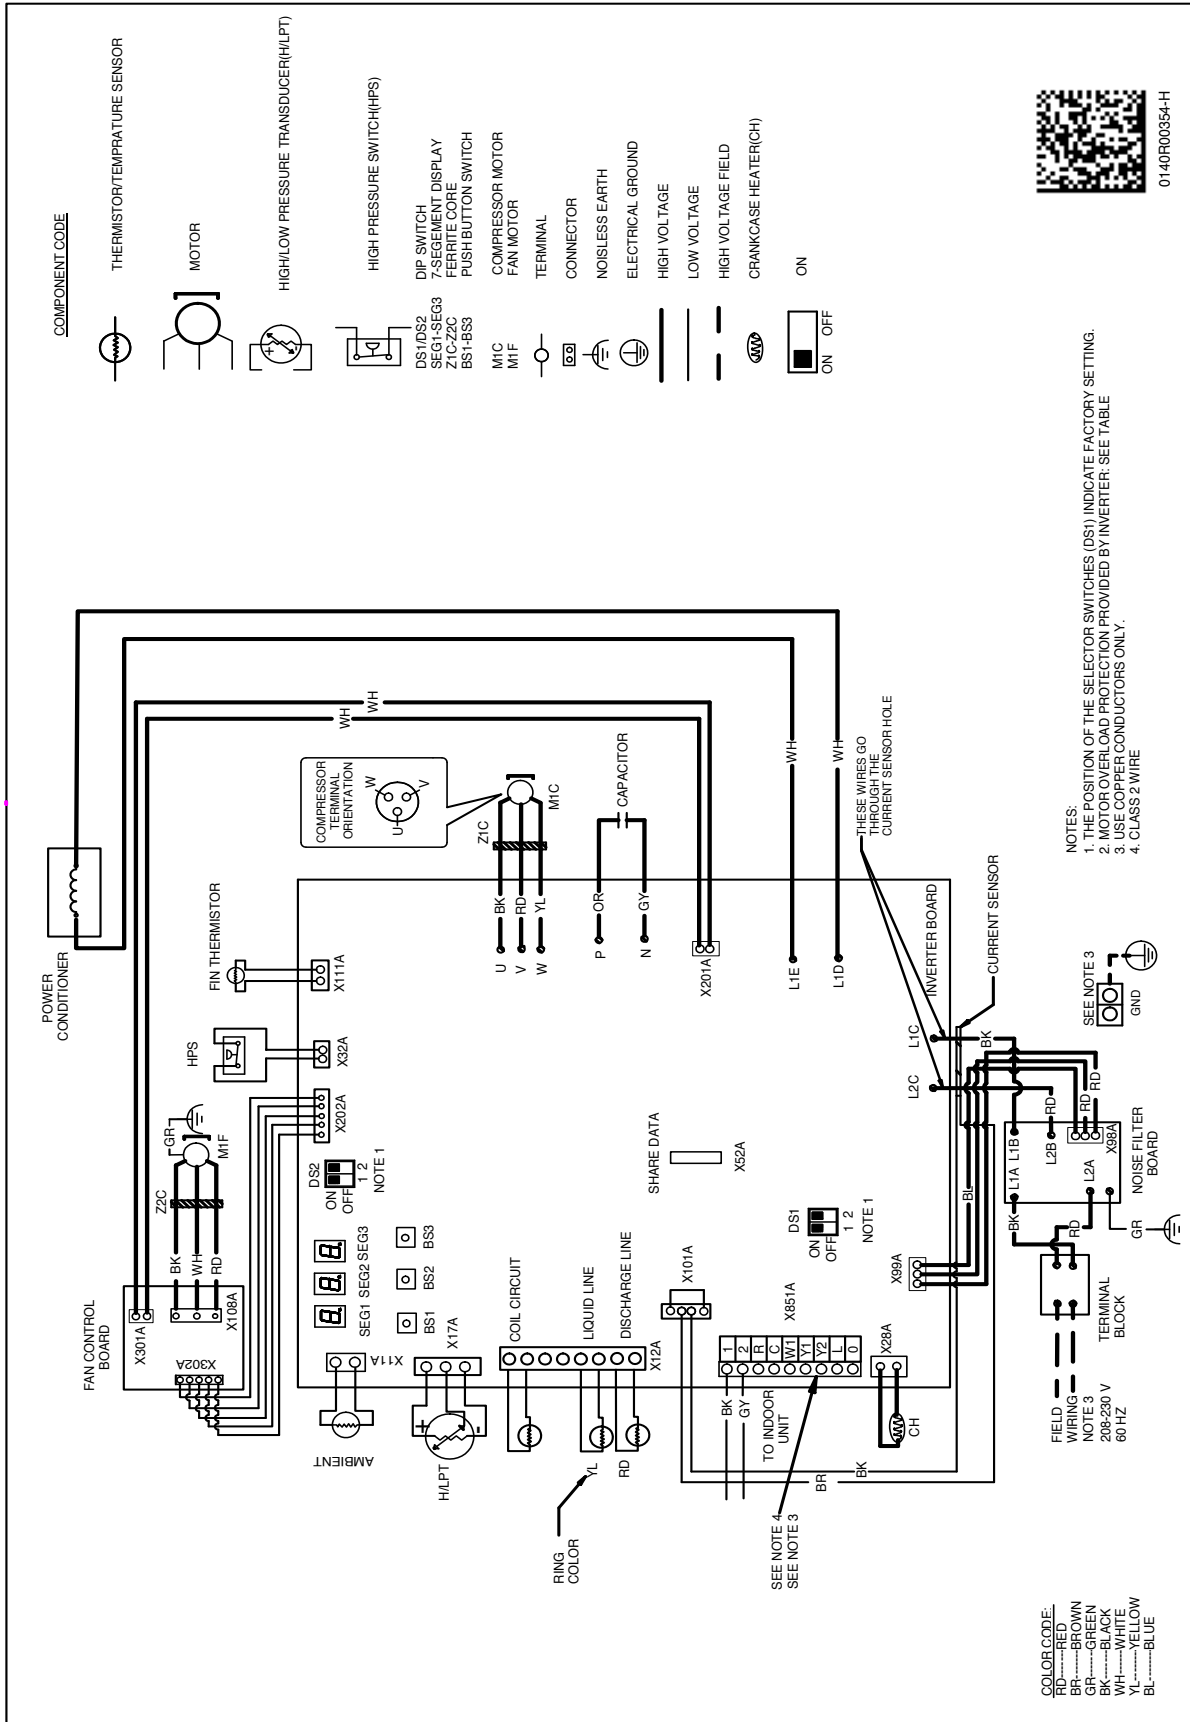 COMPONENT CODE
THERMISTOR/TEMPRATURE SENSOR
MOTOR
HIGH/LOW PRESSURE TRANSDUCER(H/LPT)
+
-
HIGH PRESSURE SWITCH(HPS)
DS1/DS2 DIP SWITCH
SEG1-SEG3 7-SEGEMENT DISPLAY
Z1C-Z2C FERRITE CORE
BS1-BS3 PUSH BUTTON SWITCH
M1C COMPRESSOR MOTOR
M1F FAN MOTOR
TERMINAL
CONNECTOR
NOISLESS EARTH
ELECTRICAL GROUND
HIGH VOLTAGE
LOW VOLTAGE
HIGH VOLTAGE FIELD
CRANKCASE HEATER(CH)
ON OFF
ON
0140R00354-H
POWER
CONDITIONER
FAN CONTROL
BOARD
X301A
X302A
X108A
BK
WH
RD
Z2C
GR
M1F
HPS
FIN THERMISTOR
X202A
X32A
X111A
WH
WH
COMPRESSOR
TERMINAL
ORIENTATION
W
V
U
Z1C
M1C
U BK
V RD
W YL
P OR
N GY
CAPACITOR
X201A
L1E WH
L1D WH
INVERTER BOARD
THESE WIRES GO
THROUGH THE
CURRENT SENSOR HOLE
CURRENT SENSOR
SEG1 SEG2 SEG3
BS1 BS2 BS3
DS2
ON
OFF
1 2
NOTE 1
SHARE DATA
X52A
DS1
ON
OFF
1 2
NOTE 1
AMBIENT
X11A
H/LPT
+
-
X17A
COIL CIRCUIT
LIQUID LINE
DISCHARGE LINE
X12A
YL
RD
RING
COLOR
X101A
X851A
1
2
R
C
W1
Y1
Y2
L
0
BK
GY
TO INDOOR
UNIT
BR
BK
SEE NOTE 4
SEE NOTE 3
X28A
CH
X99A
BL
L2C
L1C
BK
RD
RD
RD
L1A L1B
L2B
L2A
X98A
NOISE FILTER
BOARD
BK
RD
GR
TERMINAL
BLOCK
FIELD
WIRING
NOTE 3
208-230 V
60 HZ
SEE NOTE 3
GND
NOTES:
1. THE POSITION OF THE SELECTOR SWITCHES (DS1) INDICATE FACTORY SETTING.
2. MOTOR OVERLOAD PROTECTION PROVIDED BY INVERTER: SEE TABLE
3. USE COPPER CONDUCTORS ONLY.
4. CLASS 2 WIRE
COLOR CODE:
RD-------RED
BR-------BROWN
GR-------GREEN
BK-------BLACK
WH-------WHITE
YL-------YELLOW
BL-------BLUE